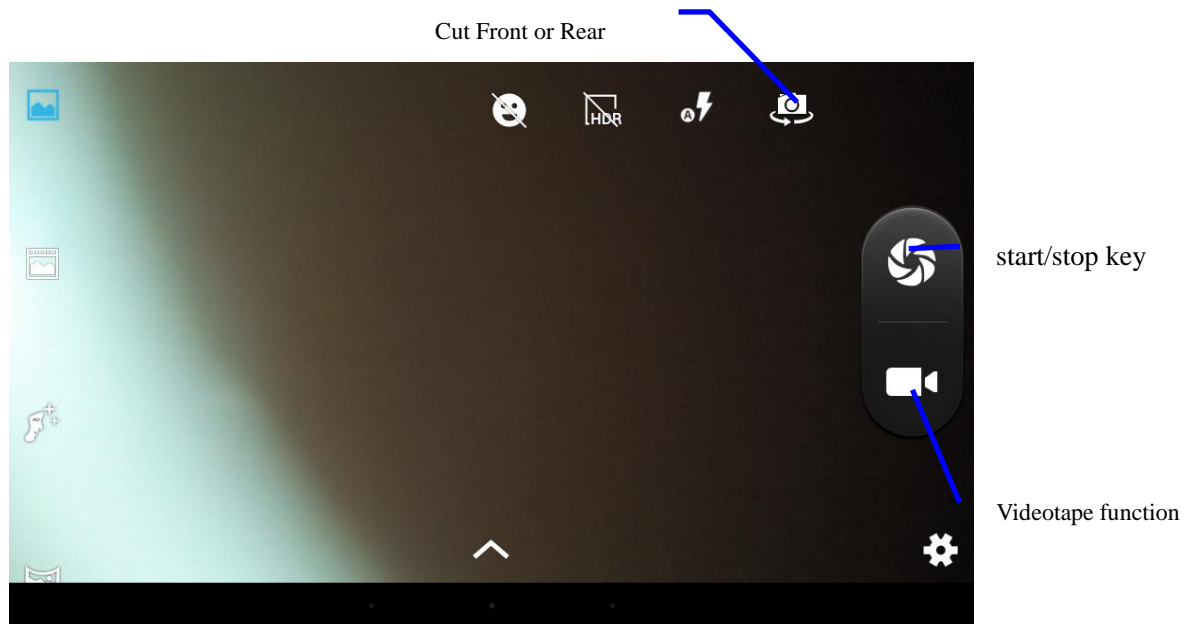 Cut Front or Rear
HDR
A
start/stop key
Videotape function